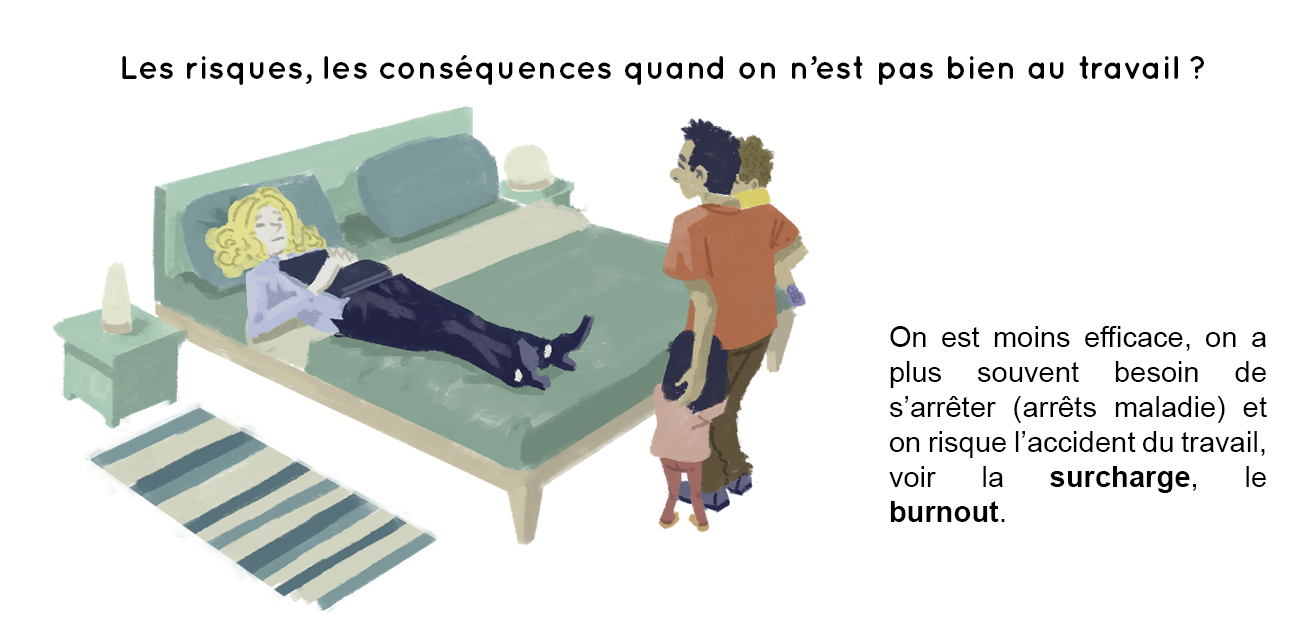 Les risques, les conséquences quand on n'est pas bien au travail ?
On est moins efficace, on a
plus souvent besoin de
s'arrêter (arrêts maladie) et
on risque l'accident du travail,
voir la surcharge, le
burnout.